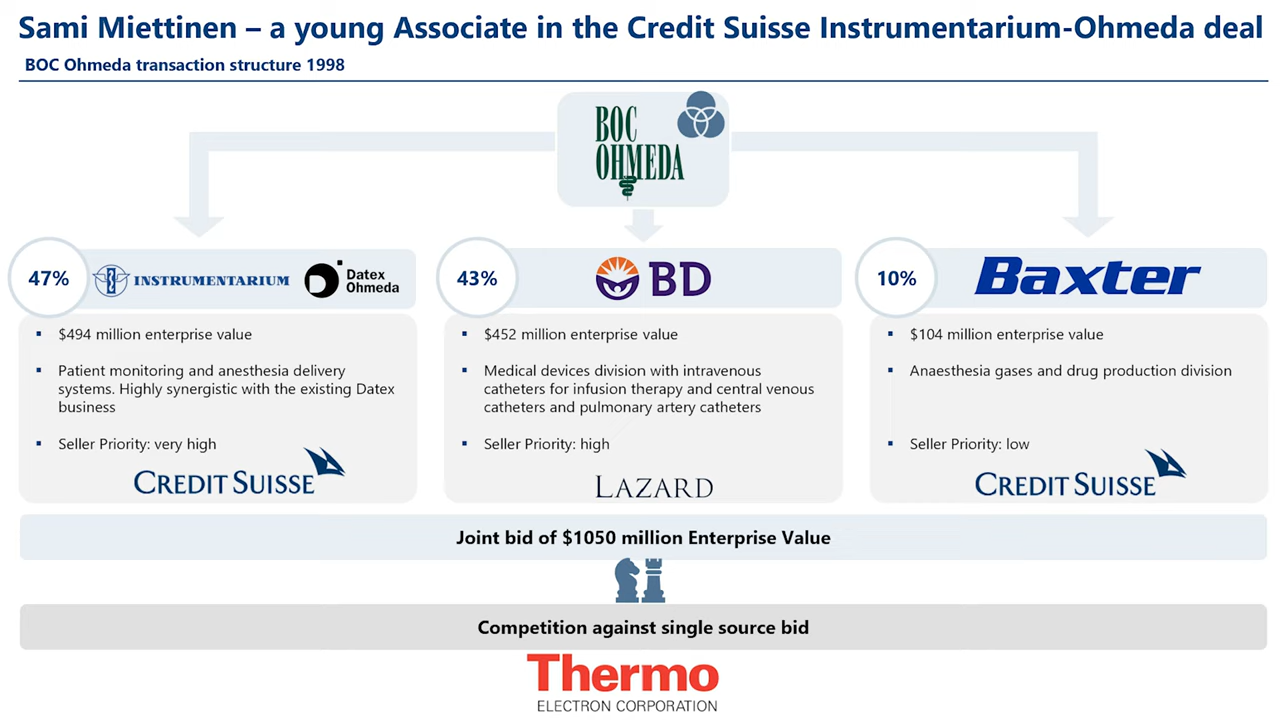 Sami Miettinen – a young Associate in the Credit Suisse Instrumentarium-Ohmeda deal
BOC Ohmeda transaction structure 1998
BOC
OHMEDA
47%
INSTRUMENTARIUM
Datex
Ohmeda
▪ $494 million enterprise value
▪ Patient monitoring and anesthesia delivery
systems. Highly synergistic with the existing Datex
business
▪ Seller Priority: very high
CREDIT SUISSE
43%
BD
▪ $452 million enterprise value
▪ Medical devices division with intravenous
catheters for infusion therapy and central venous
catheters and pulmonary artery catheters
▪ Seller Priority: high
LAZARD
10%
Baxter
▪ $104 million enterprise value
▪ Anaesthesia gases and drug production division
▪ Seller Priority: low
CREDIT SUISSE
Joint bid of $1050 million Enterprise Value
Competition against single source bid
Thermo
ELECTRON CORPORATION